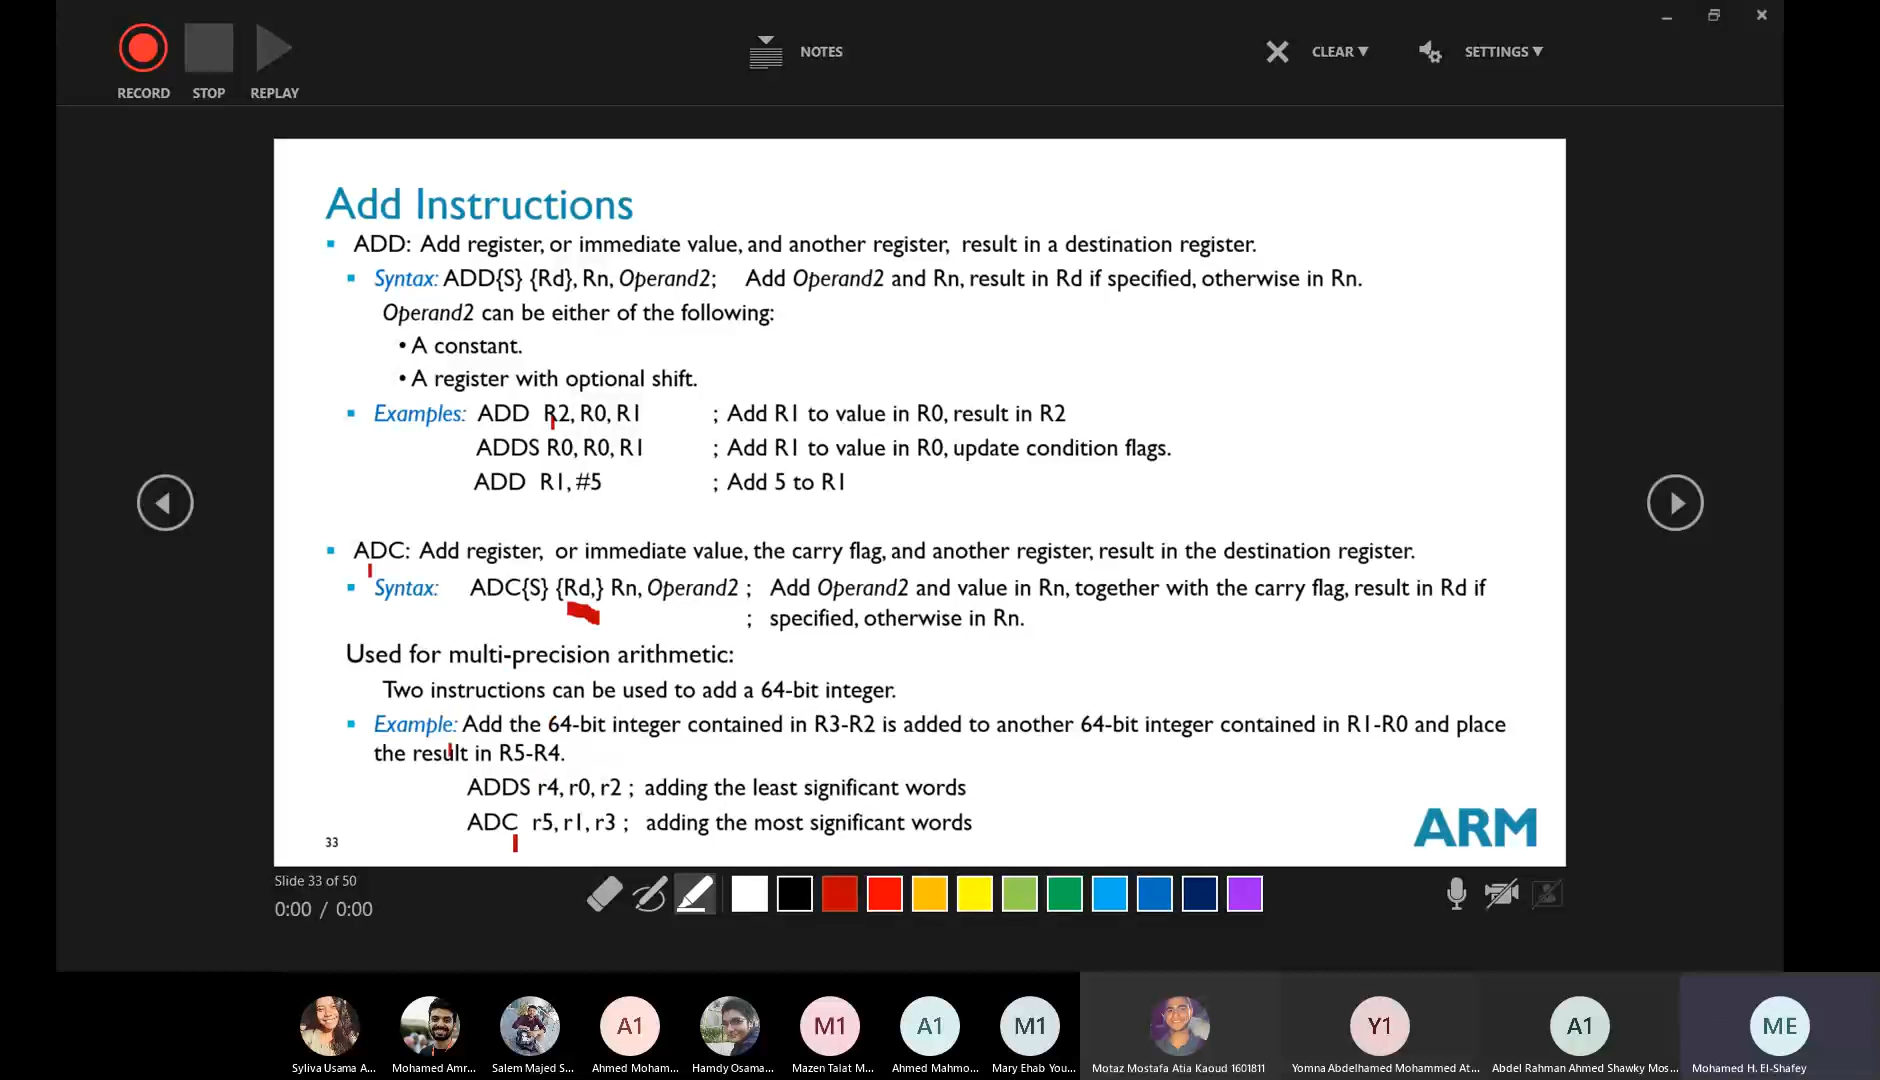 RECORD STOP REPLAY
NOTES
CLEAR
SETTINGS
Add Instructions
ADD: Add register, or immediate value, and another register, result in a destination register.
Syntax: ADD{S} {Rd}, Rn, Operand2; Add Operand2 and Rn, result in Rd if specified, otherwise in Rn.
Operand2 can be either of the following:
• A constant.
• A register with optional shift.
Examples: ADD R2, R0, R1 ; Add R1 to value in R0, result in R2
ADDS R0, R0, R1 ; Add R1 to value in R0, update condition flags.
ADD R1, #5 ; Add 5 to R1
ADC: Add register, or immediate value, the carry flag, and another register, result in the destination register.
Syntax: ADC{S} {Rd,} Rn, Operand2 ; Add Operand2 and value in Rn, together with the carry flag, result in Rd if
; specified, otherwise in Rn.
Used for multi-precision arithmetic:
Two instructions can be used to add a 64-bit integer.
Example: Add the 64-bit integer contained in R3-R2 is added to another 64-bit integer contained in R1-R0 and place
the result in R5-R4.
ADDS r4, r0, r2 ; adding the least significant words
ADC r5, r1, r3 ; adding the most significant words
33
ARM
Slide 33 of 50
0:00 / 0:00
A1 M1 A1 M1 Y1 A1 ME
Syliva Usama A... Mohamed Amr... Salem Majed S... Ahmed Moham... Hamdy Osama... Mazen Talat M... Ahmed Mahmo... Mary Ehab You... Motaz Mostafa Atia Kaoud 1601811 Yomna Abdelhamed Mohammed At... Abdel Rahman Ahmed Shawky Mos... Mohamed H. El-Shafey